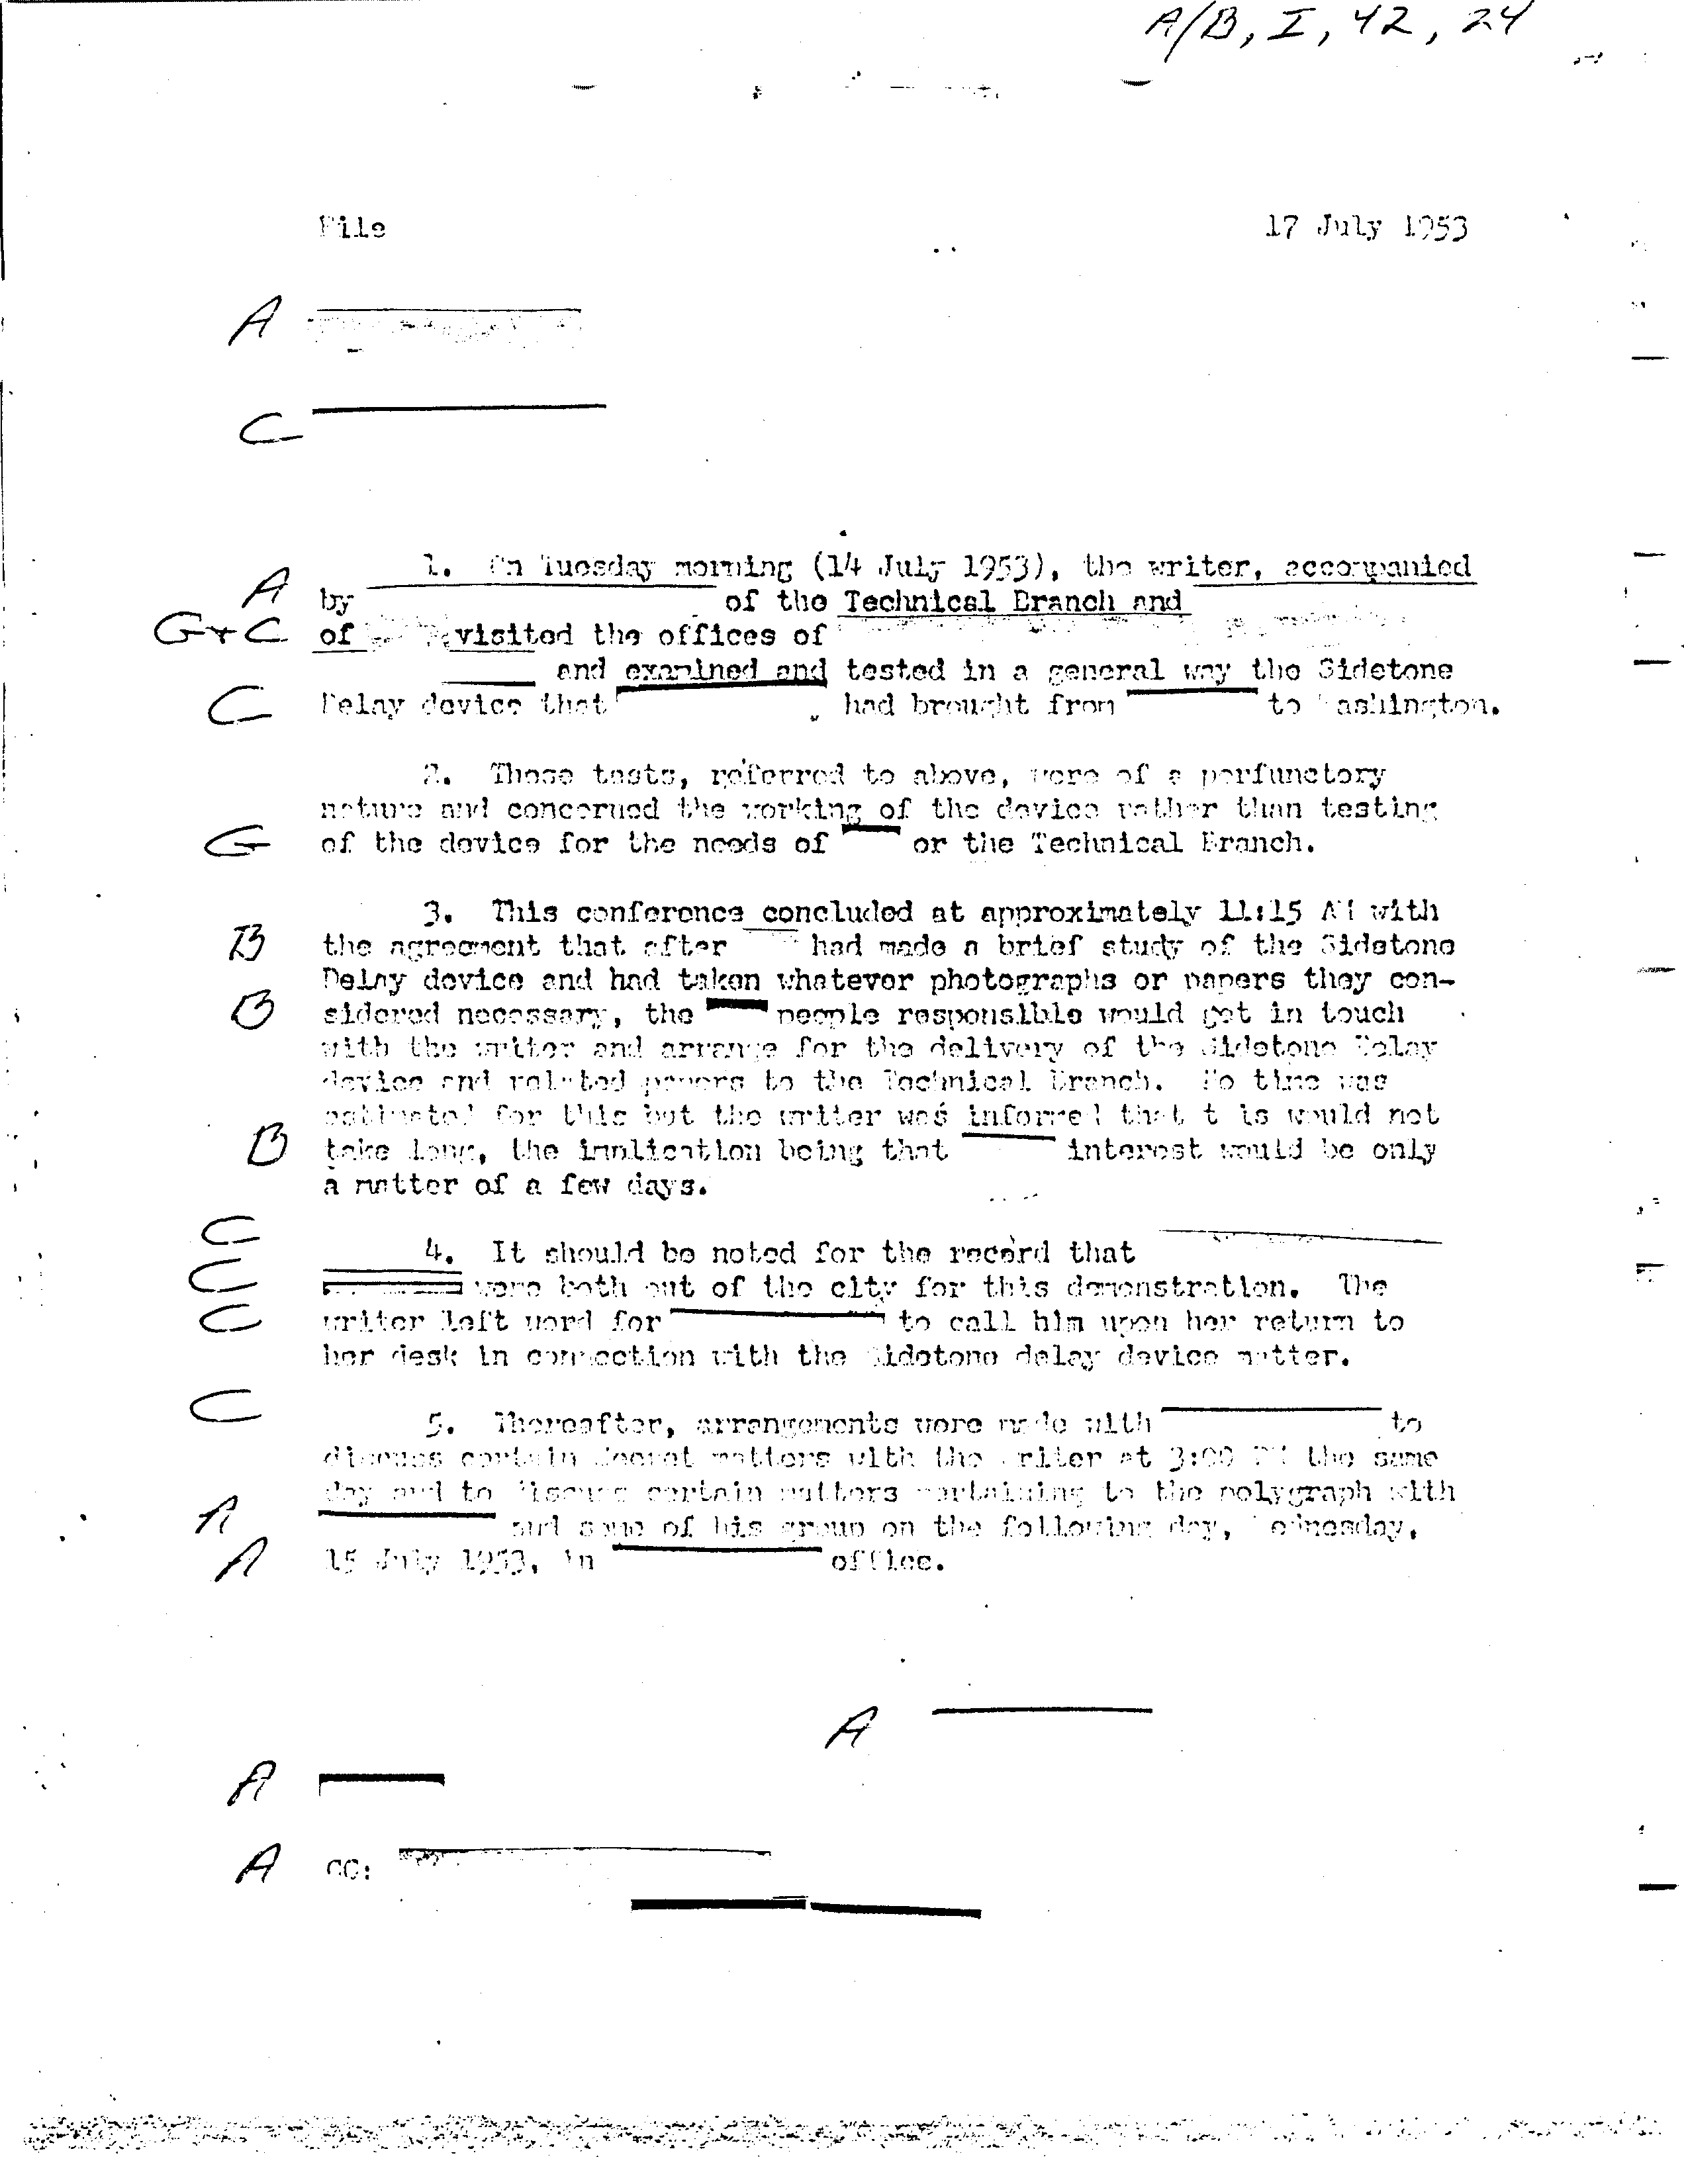 A/B, I, 42, 24
File 17 July 1953
A
C
1. On Tuesday morning (14 July 1953), the writer, accompanied
A by of the Technical Branch and
G+C of visited the offices of
and examined and tested in a general way the Sidetone
C Delay device that had brought from to Washington.
2. These tests, referred to above, were of a perfunctory
nature and concerned the working of the device rather than testing
G of the device for the needs of or the Technical Branch.
3. This conference concluded at approximately 11:15 AM with
B the agreement that after had made a brief study of the Sidetone
Delay device and had taken whatever photographs or papers they con-
B sidered necessary, the people responsible would get in touch
with the writer and arrange for the delivery of the Sidetone Delay
device and related papers to the Technical Branch. No time was
estimated for this but the writer was informed that this would not
B take long, the implication being that interest would be only
a matter of a few days.
C
4. It should be noted for the record that
C were both out of the city for this demonstration. The
C writer left word for to call him upon her return to
her desk in connection with the Sidetone delay device matter.
C
5. Thereafter, arrangements were made with to
discuss certain Secret matters with the writer at 3:00 PM the same
day and to discuss certain matters pertaining to the polygraph with
A and some of his group on the following day, Wednesday,
A 15 July 1953, in office.
A
A
A CC: